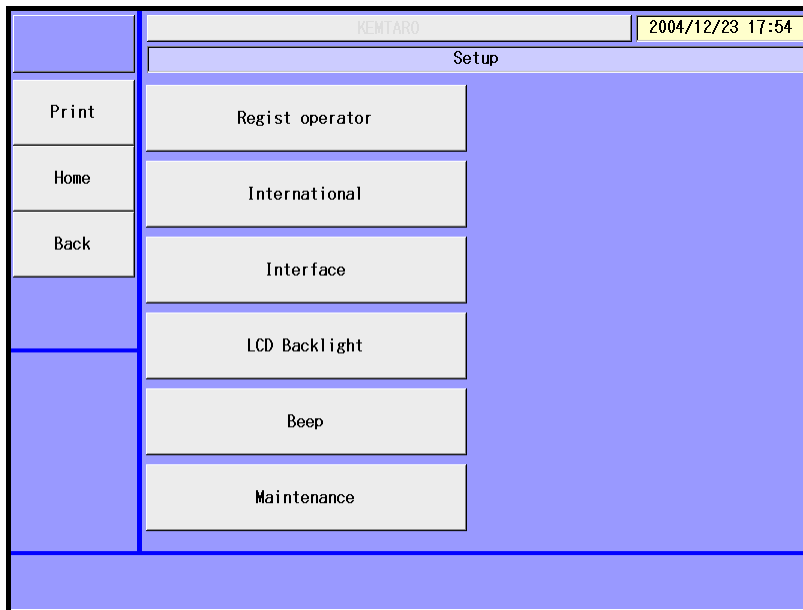 KEMTARO
2004/12/23 17:54
Setup
Print
Home
Back
Regist operator
International
Interface
LCD Backlight
Beep
Maintenance